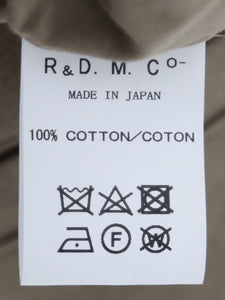 R & D. M. Co-
MADE IN JAPAN
100% COTTON/COTON
F W